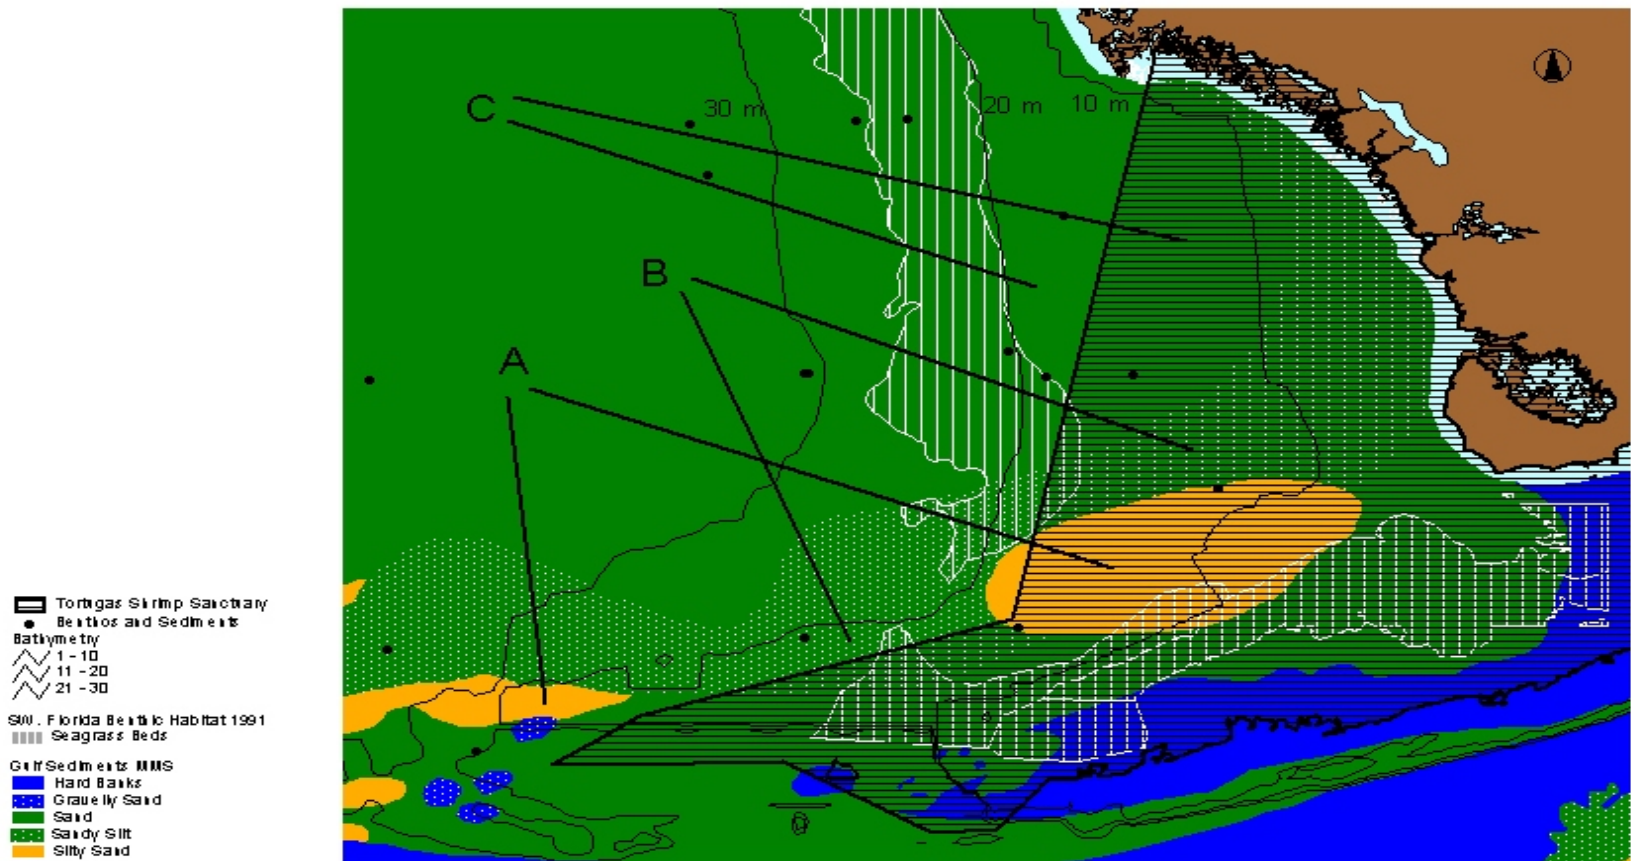 C
30 m
20 m
10 m
B
A
Tortugas Shrimp Sanctuary
Benthos and Sediments
Bathymetry
1 - 10
11 - 20
21 - 30
SW. Florida Benthic Habitat 1991
Seagrass Beds
Gulf Sediments MMS
Hard Banks
Gravelly Sand
Sand
Sandy Silt
Silty Sand